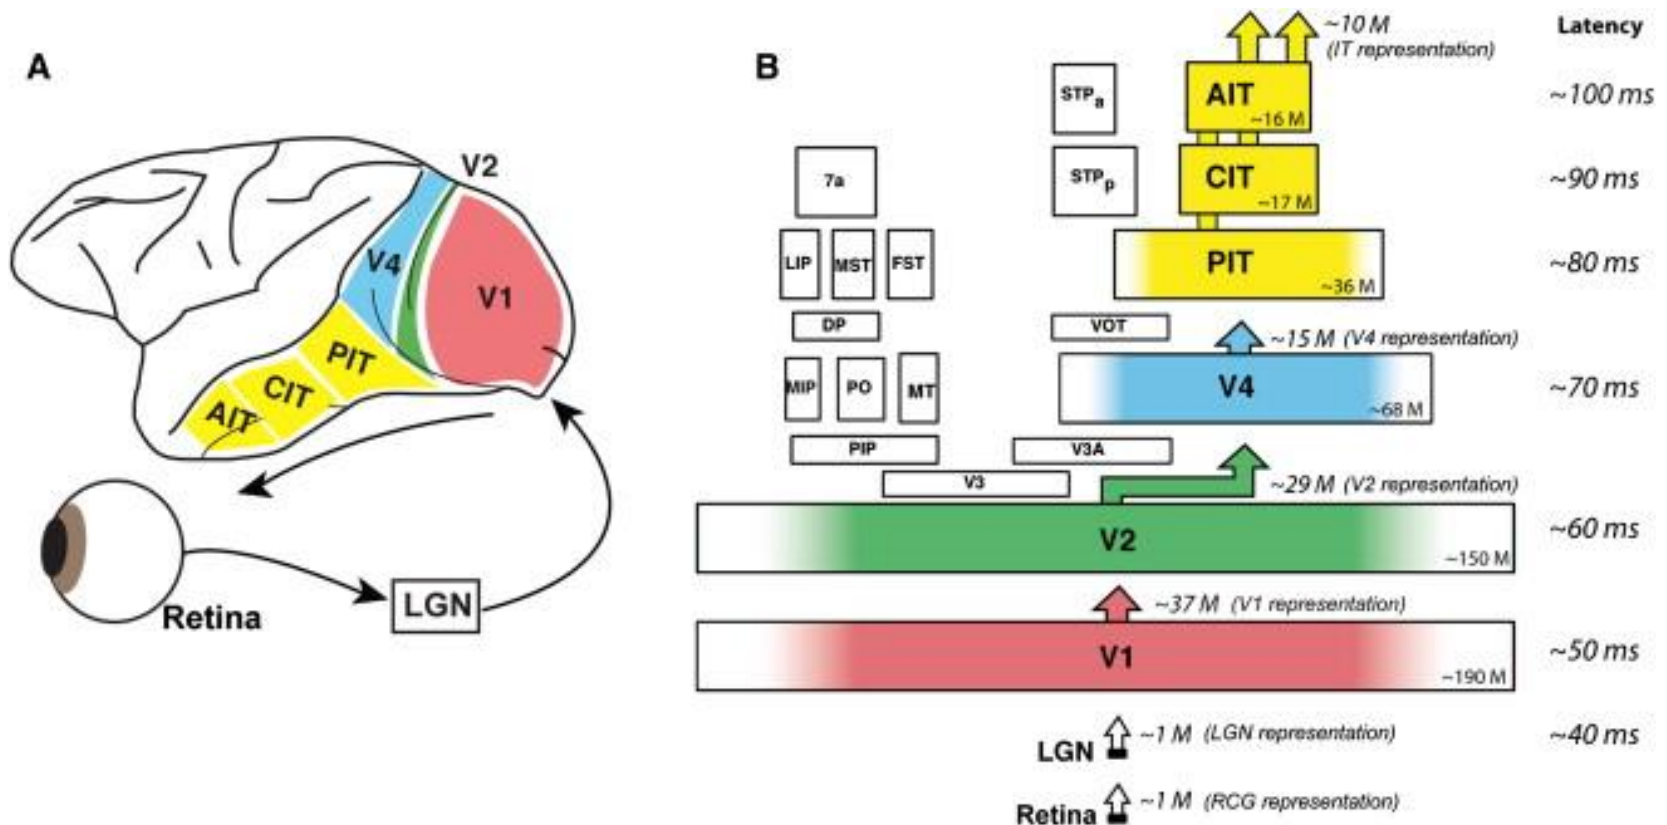 A
V2
V4
V1
PIT
CIT
AIT
Retina
LGN
B
Latency
~10 M
(IT representation)
STPa
AIT
~16 M
~100 ms
7a
STPp
CIT
~17 M
~90 ms
LIP
MST
FST
PIT
~36 M
~80 ms
DP
VOT
~15 M (V4 representation)
MIP
PO
MT
V4
~68 M
~70 ms
PIP
V3A
V3
~29 M (V2 representation)
V2
~150 M
~60 ms
~37 M (V1 representation)
V1
~190 M
~50 ms
LGN
~1 M (LGN representation)
~40 ms
Retina
~1 M (RCG representation)